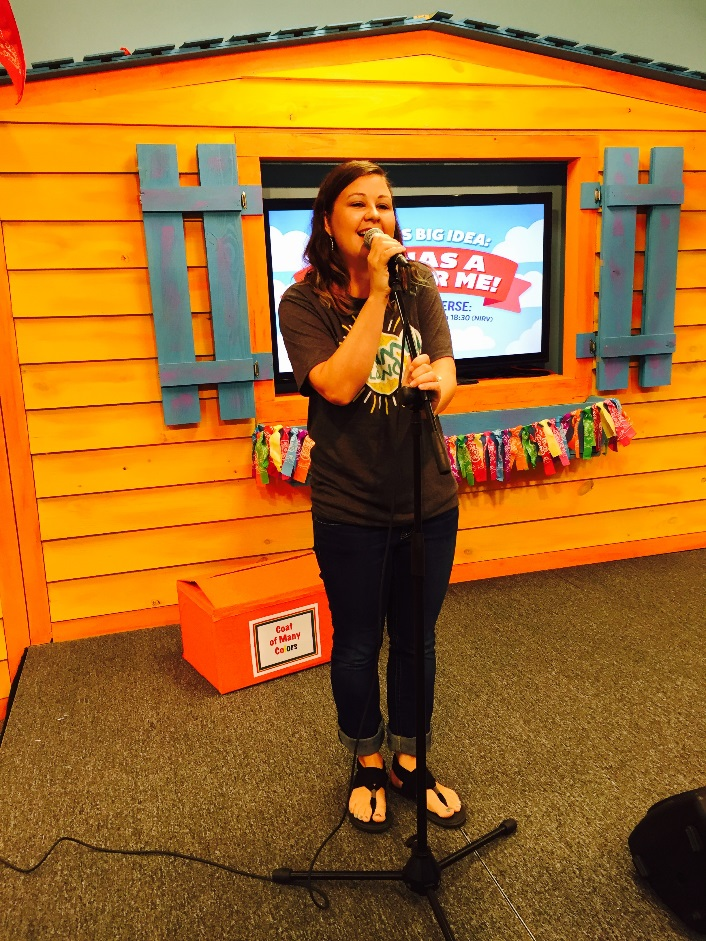 S BIG IDEA:
HAS A
R ME!
ERSE:
18:30 (NIRV)
Coat
of Many
Colors